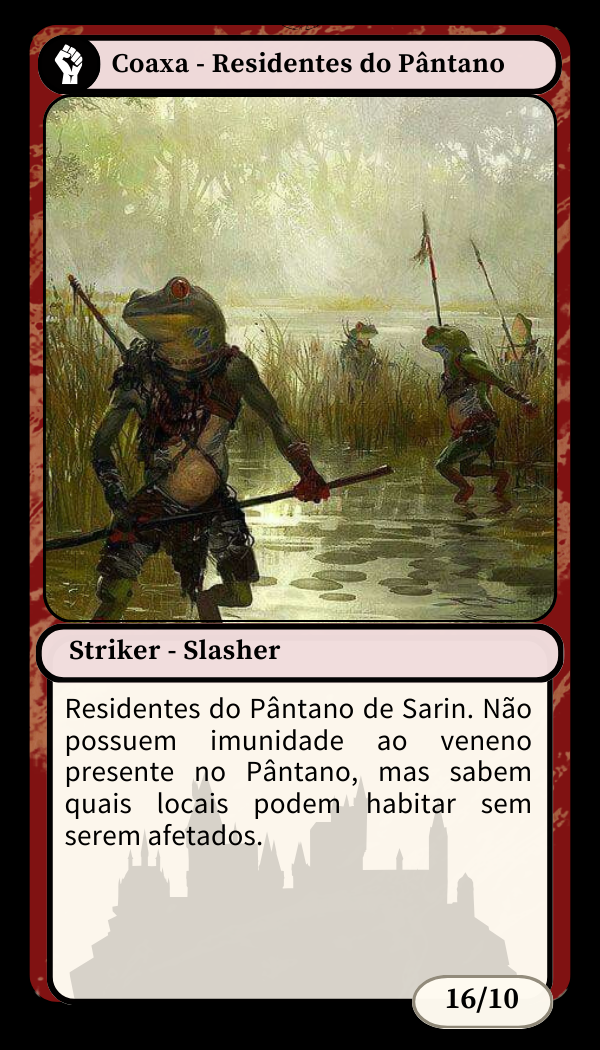 Coaxa - Residentes do Pântano
Striker - Slasher
Residentes do Pântano de Sarin. Não
possuem imunidade ao veneno
presente no Pântano, mas sabem
quais locais podem habitar sem
serem afetados.
16/10